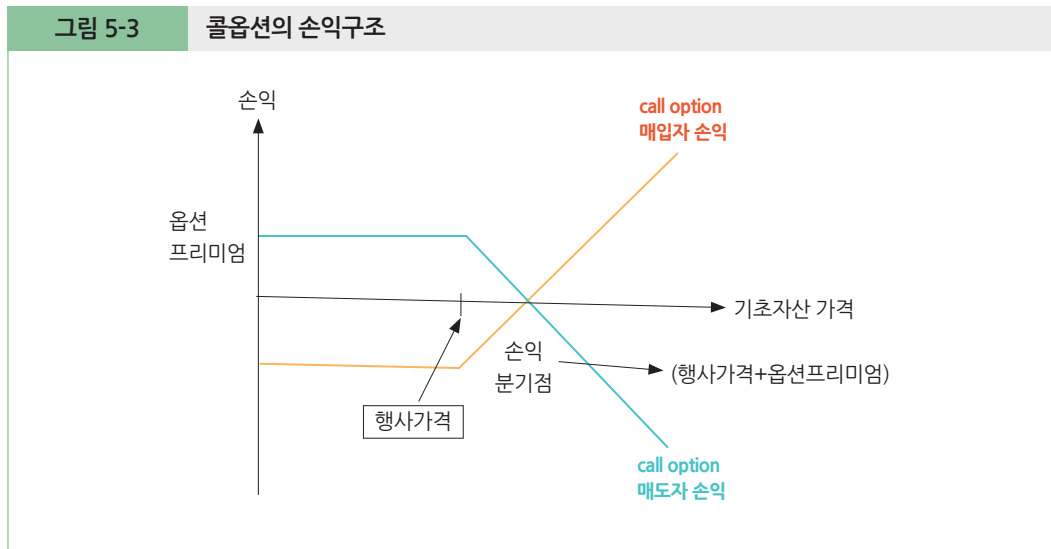 그림 5-3
콜옵션의 손익구조
손익
call option
매입자 손익
옵션
프리미엄
기초자산 가격
손익
분기점
(행사가격+옵션프리미엄)
행사가격
call option
매도자 손익